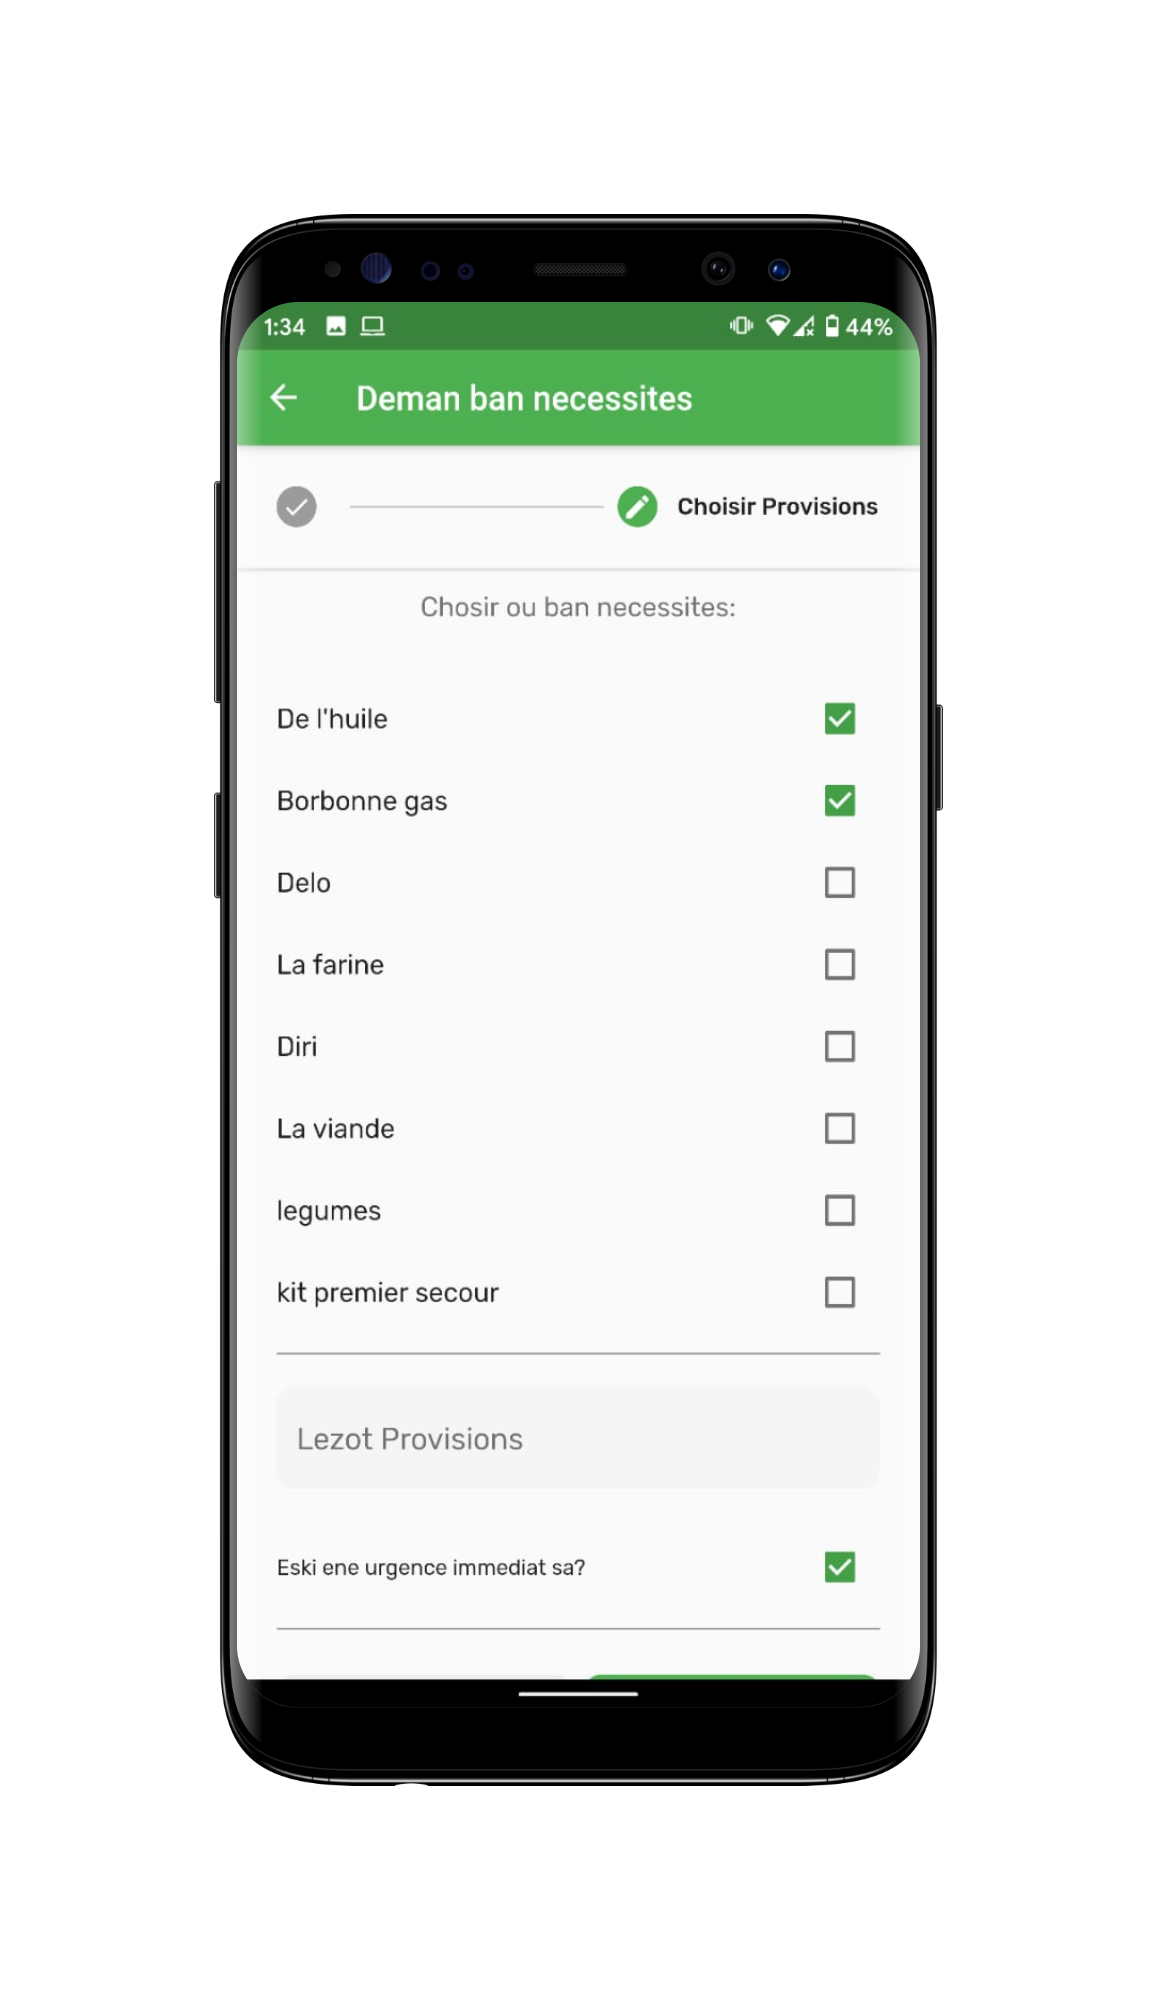 1:34 44%
Deman ban necessites
Choisir Provisions
Chosir ou ban necessites:
De l'huile
Borbonne gas
Delo
La farine
Diri
La viande
legumes
kit premier secour
Lezot Provisions
Eski ene urgence immediat sa?